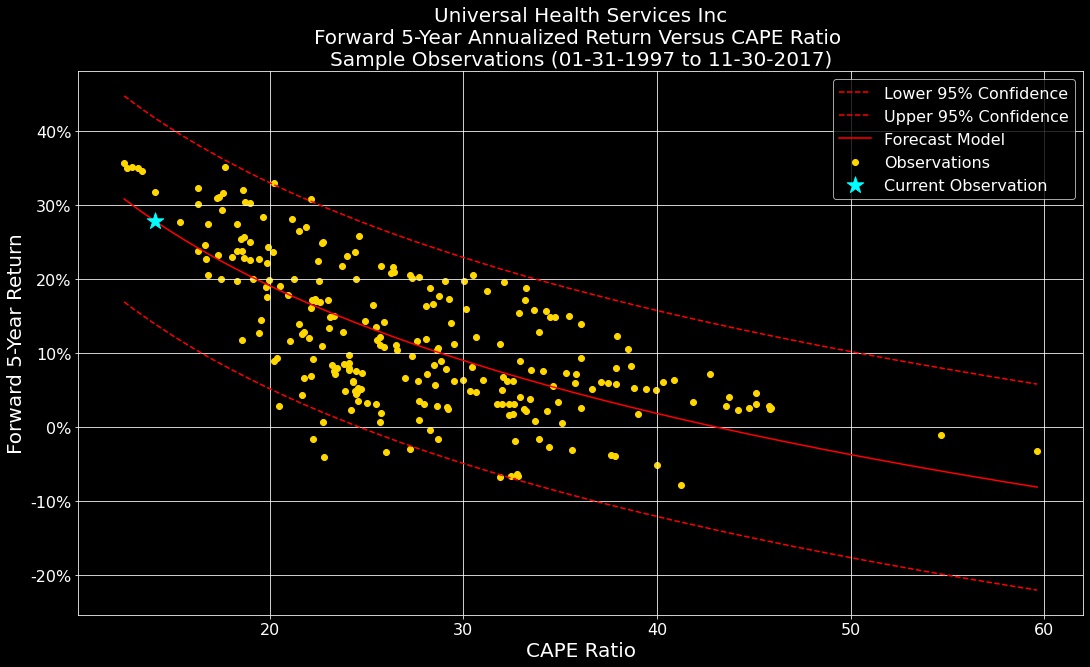 Universal Health Services Inc
Forward 5-Year Annualized Return Versus CAPE Ratio
Sample Observations (01-31-1997 to 11-30-2017)
Lower 95% Confidence
Upper 95% Confidence
Forecast Model
Observations
Current Observation
Forward 5-Year Return
40%
30%
20%
10%
0%
-10%
-20%
20 30 40 50 60
CAPE Ratio